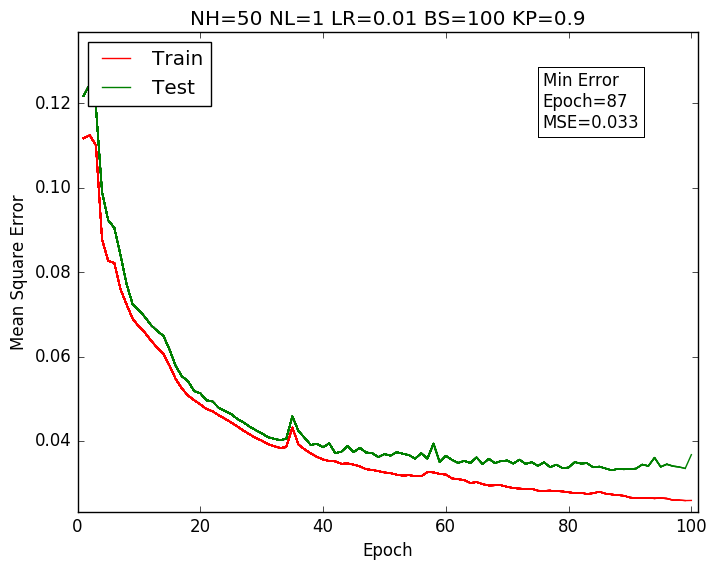 NH=50 NL=1 LR=0.01 BS=100 KP=0.9
Train
Test
Min Error
Epoch=87
MSE=0.033
Mean Square Error
0.12
0.10
0.08
0.06
0.04
0 20 40 60 80 100
Epoch